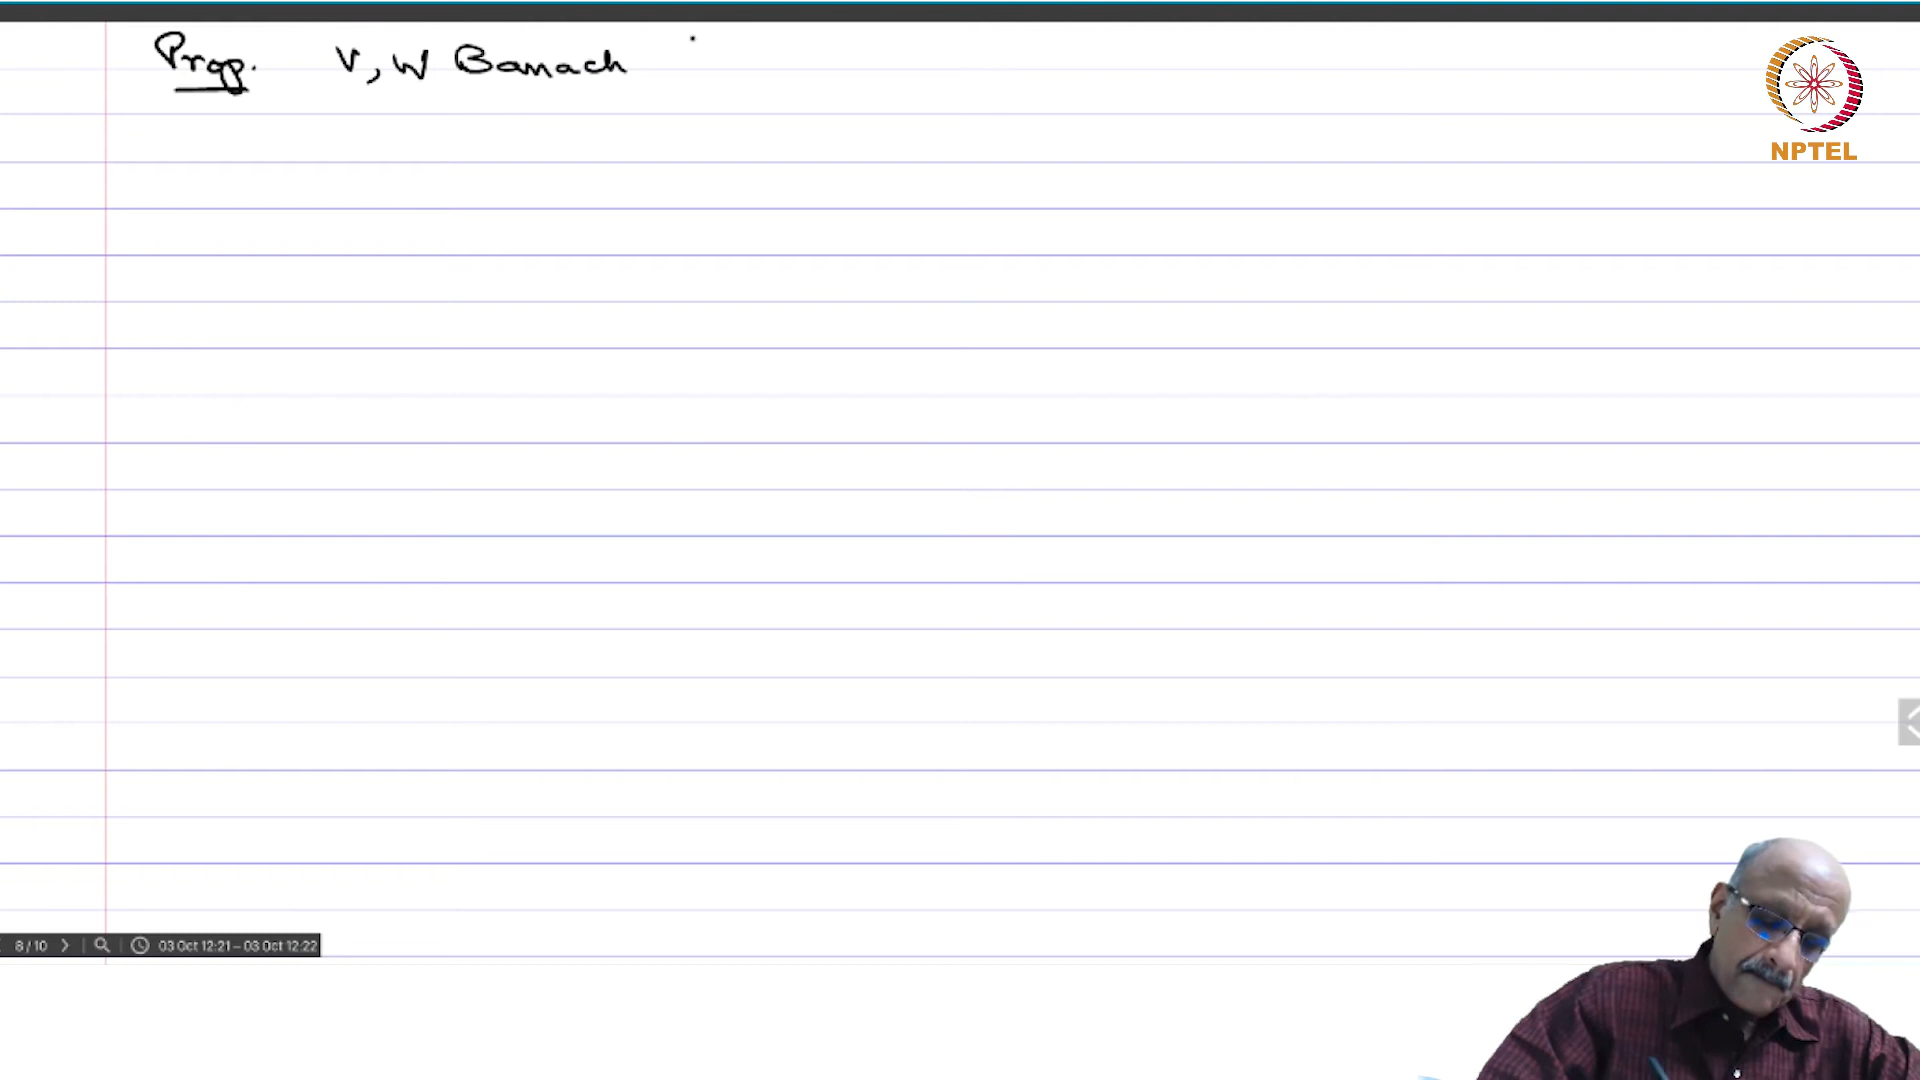 Prop. V, W Banach
NPTEL
8/10 03 Oct 12:21 – 03 Oct 12:22